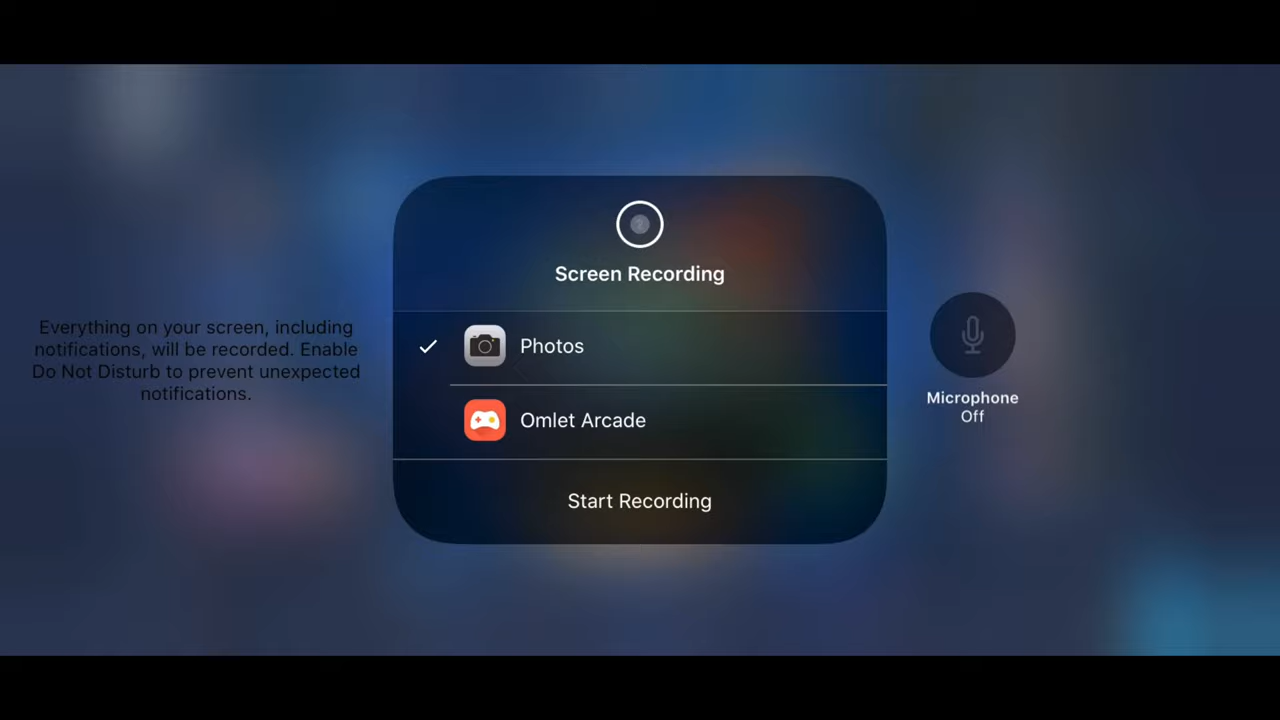 Screen Recording
Everything on your screen, including
notifications, will be recorded. Enable
Do Not Disturb to prevent unexpected
notifications.
Photos
Omlet Arcade
Start Recording
Microphone
Off